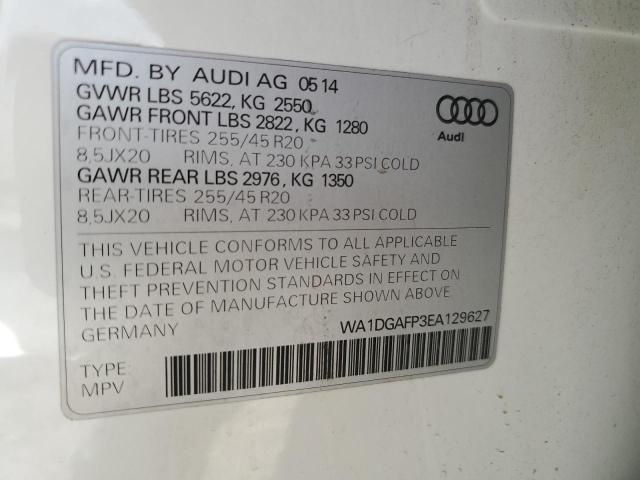 MFD. BY AUDI AG 05 14
GVWR LBS 5622, KG 2550
GAWR FRONT LBS 2822, KG 1280
FRONT-TIRES 255/45 R20
8,5JX20 RIMS, AT 230 KPA 33 PSI COLD
GAWR REAR LBS 2976, KG 1350
REAR-TIRES 255/45 R20
8,5JX20 RIMS, AT 230 KPA 33 PSI COLD
Audi
THIS VEHICLE CONFORMS TO ALL APPLICABLE
U.S. FEDERAL MOTOR VEHICLE SAFETY AND
THEFT PREVENTION STANDARDS IN EFFECT ON
THE DATE OF MANUFACTURE SHOWN ABOVE
GERMANY
WA1DGAFP3EA129627
TYPE:
MPV